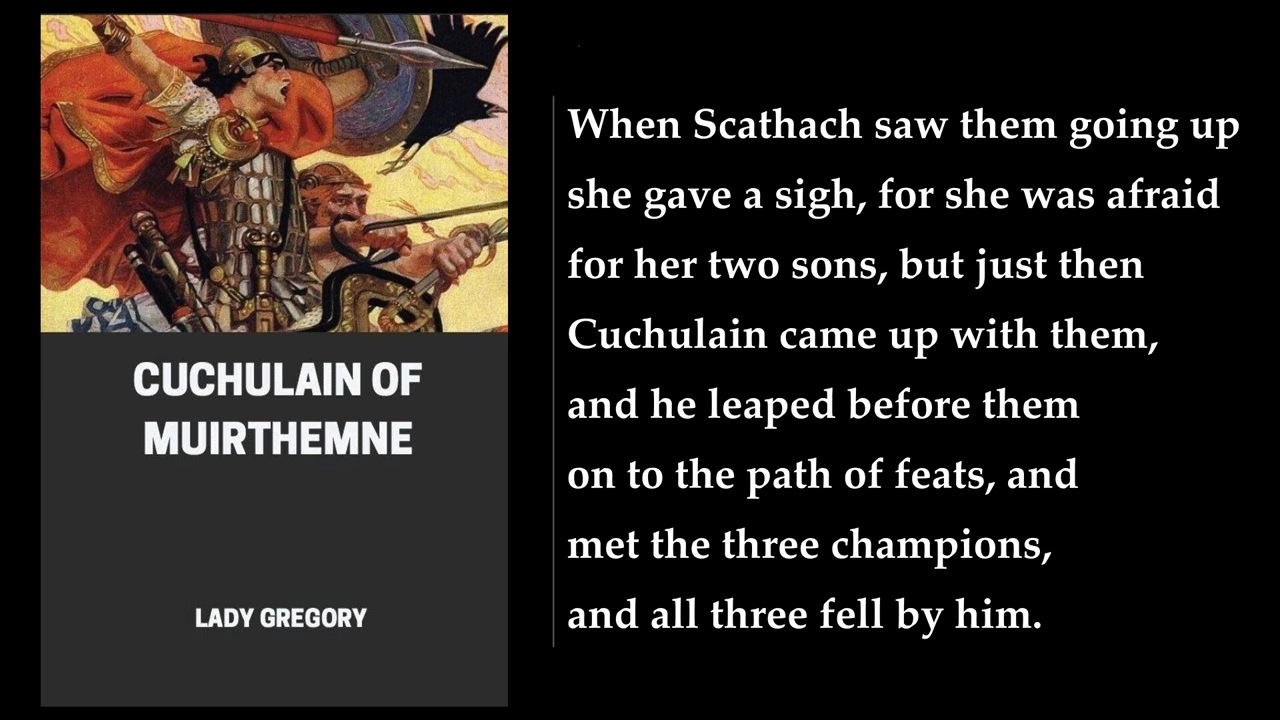 CUCHULAIN OF
MUIRTHEMNE
LADY GREGORY
When Scathach saw them going up
she gave a sigh, for she was afraid
for her two sons, but just then
Cuchulain came up with them,
and he leaped before them
on to the path of feats, and
met the three champions,
and all three fell by him.